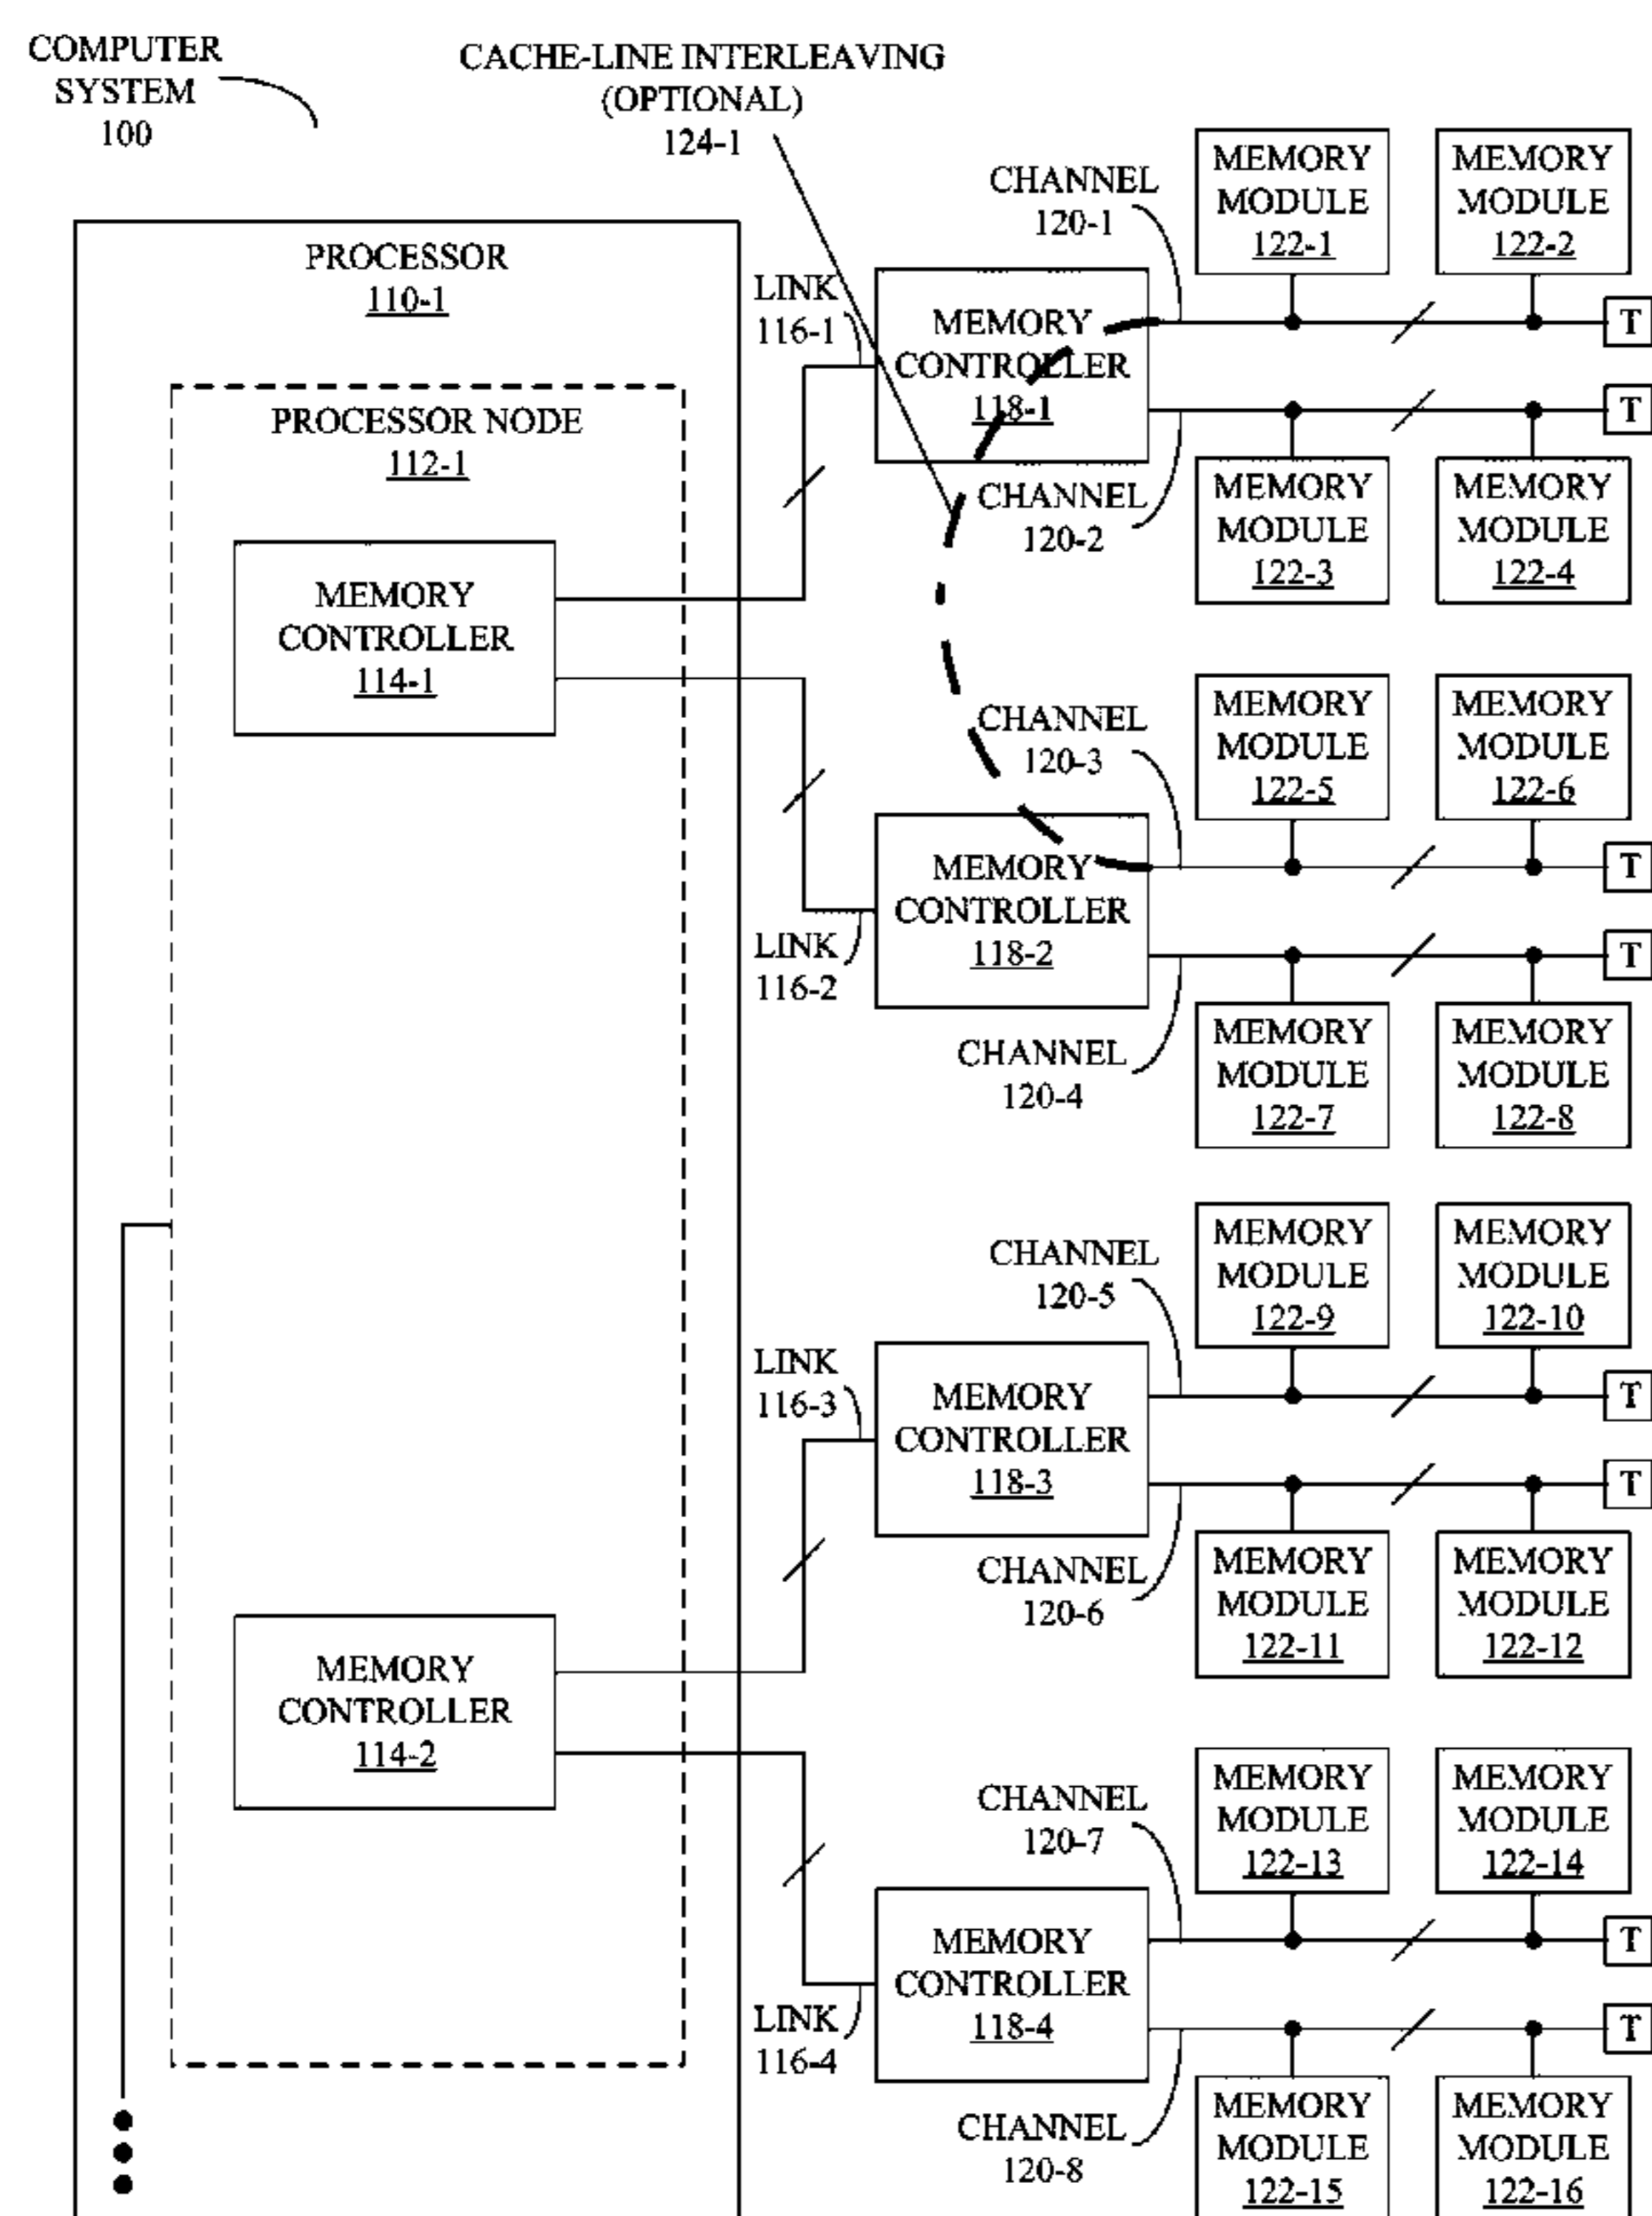 COMPUTER
SYSTEM
100
CACHE-LINE INTERLEAVING
(OPTIONAL)
124-1
PROCESSOR
110-1
PROCESSOR NODE
112-1
MEMORY
CONTROLLER
114-1
MEMORY
CONTROLLER
114-2
LINK
116-1
MEMORY
CONTROLLER
118-1
CHANNEL
120-1
MEMORY
MODULE
122-1
MEMORY
MODULE
122-2
T
T
CHANNEL
120-2
MEMORY
MODULE
122-3
MEMORY
MODULE
122-4
CHANNEL
120-3
MEMORY
MODULE
122-5
MEMORY
MODULE
122-6
LINK
116-2
MEMORY
CONTROLLER
118-2
T
T
CHANNEL
120-4
MEMORY
MODULE
122-7
MEMORY
MODULE
122-8
CHANNEL
120-5
MEMORY
MODULE
122-9
MEMORY
MODULE
122-10
LINK
116-3
MEMORY
CONTROLLER
118-3
T
T
CHANNEL
120-6
MEMORY
MODULE
122-11
MEMORY
MODULE
122-12
CHANNEL
120-7
MEMORY
MODULE
122-13
MEMORY
MODULE
122-14
LINK
116-4
MEMORY
CONTROLLER
118-4
T
T
CHANNEL
120-8
MEMORY
MODULE
122-15
MEMORY
MODULE
122-16